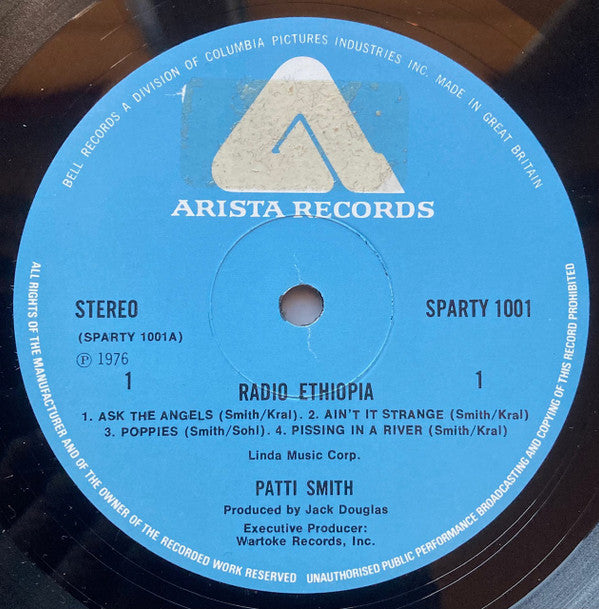 BELL RECORDS A DIVISION OF COLUMBIA PICTURES INDUSTRIES INC. MADE IN GREAT BRITAIN
ARISTA RECORDS
STEREO
SPARTY 1001
(SPARTY 1001A)
℗ 1976
1
1
RADIO ETHIOPIA
1. ASK THE ANGELS (Smith/Kral). 2. AIN'T IT STRANGE (Smith/Kral)
3. POPPIES (Smith/Sohl). 4. PISSING IN A RIVER (Smith/Kral)
Linda Music Corp.
PATTI SMITH
Produced by Jack Douglas
Executive Producer:
Wartoke Records, Inc.
ALL RIGHTS OF THE MANUFACTURER AND OF THE OWNER OF THE RECORDED WORK RESERVED UNAUTHORISED PUBLIC PERFORMANCE BROADCASTING AND COPYING OF THIS RECORD PROHIBITED